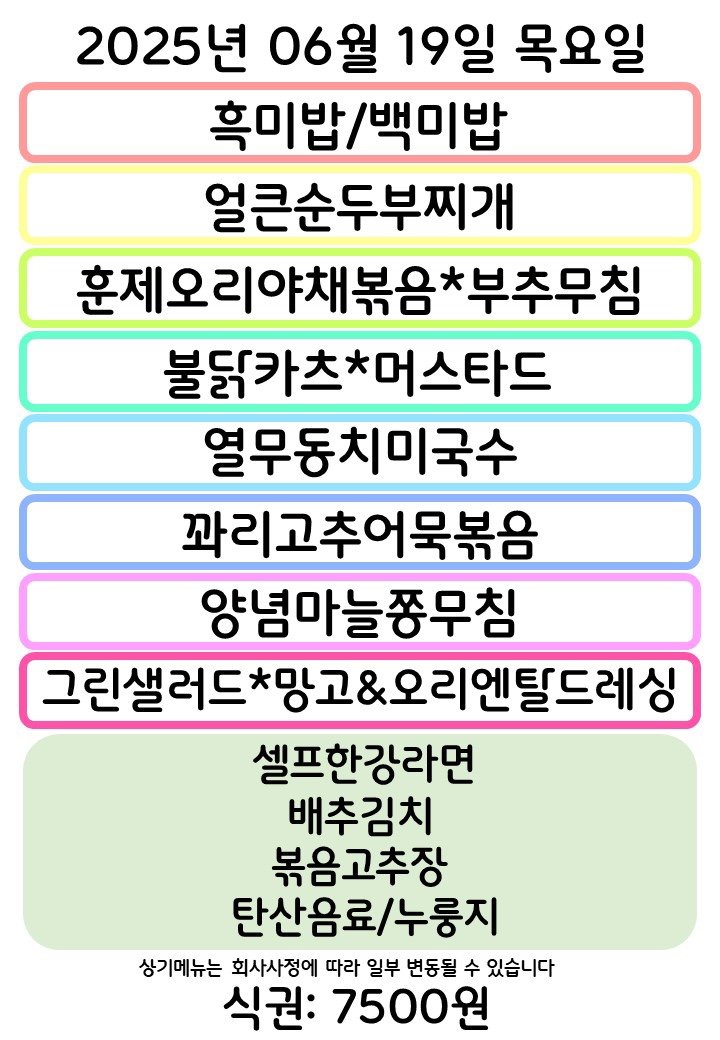 2025년 06월 19일 목요일
흑미밥/백미밥
얼큰순두부찌개
훈제오리야채볶음*부추무침
불닭카츠*머스타드
열무동치미국수
꽈리고추어묵볶음
양념마늘쫑무침
그린샐러드*망고&오리엔탈드레싱
셀프한강라면
배추김치
볶음고추장
탄산음료/누룽지
상기메뉴는 회사사정에 따라 일부 변동될 수 있습니다
식권: 7500원